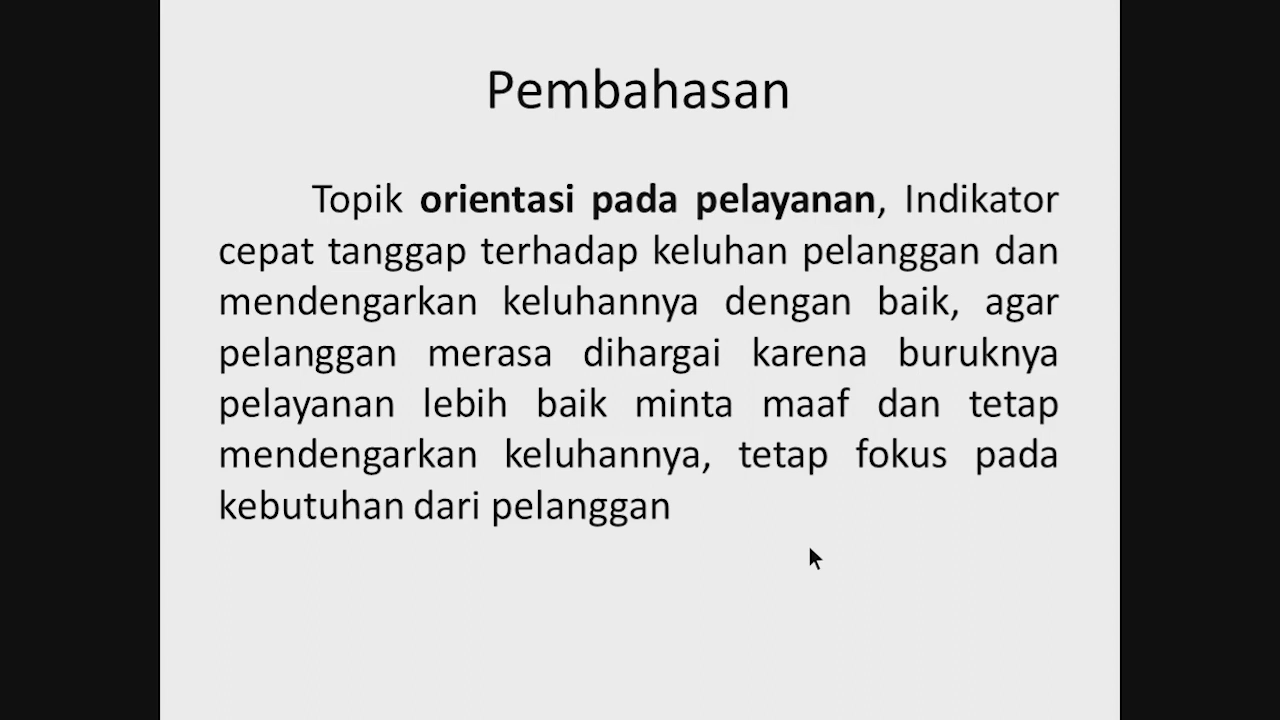 Pembahasan
Topik orientasi pada pelayanan, Indikator
cepat tanggap terhadap keluhan pelanggan dan
mendengarkan keluhannya dengan baik, agar
pelanggan merasa dihargai karena buruknya
pelayanan lebih baik minta maaf dan tetap
mendengarkan keluhannya, tetap fokus pada
kebutuhan dari pelanggan